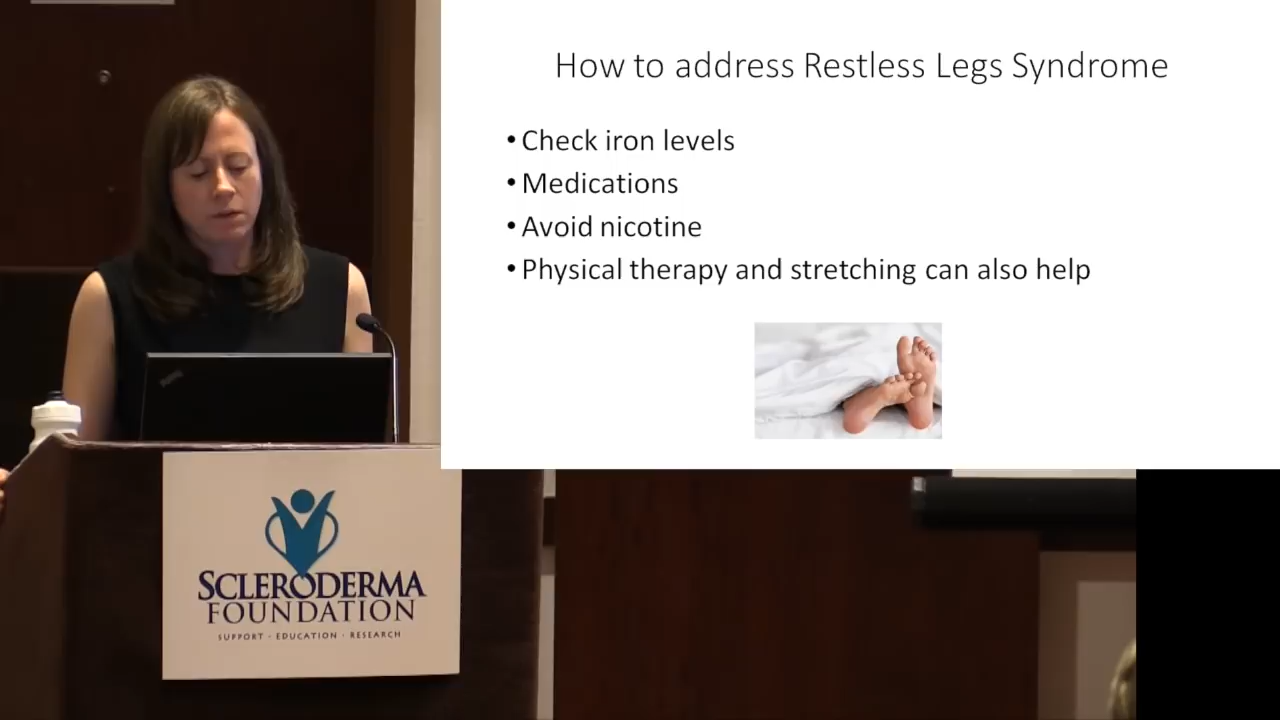 How to address Restless Legs Syndrome
• Check iron levels
• Medications
• Avoid nicotine
• Physical therapy and stretching can also help
SCLERODERMA
FOUNDATION
SUPPORT · EDUCATION · RESEARCH